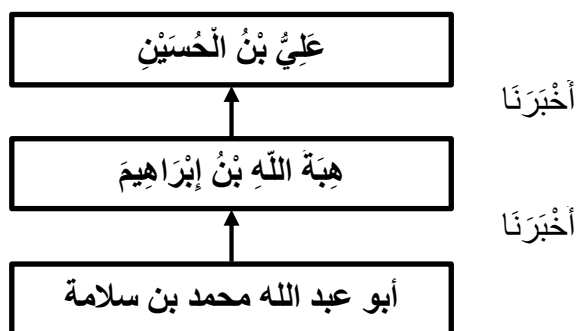 عَلِيُّ بْنُ الْحُسَيْنِ
أَخْبَرَنَا
هِبَةُ اللَّهِ بْنُ إِبْرَاهِيمَ
أَخْبَرَنَا
أبو عبد الله محمد بن سلامة